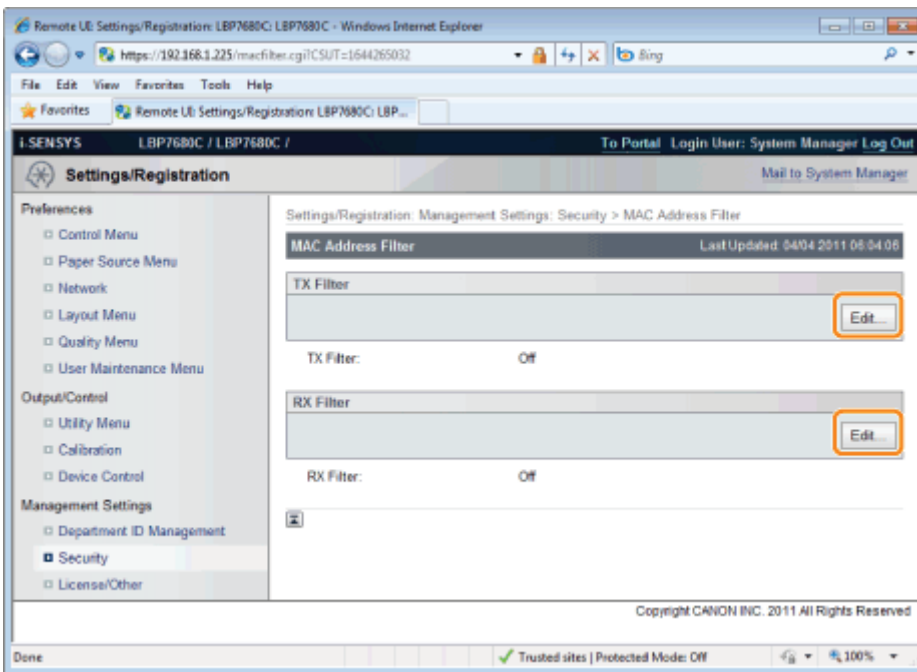 Remote UI: Settings/Registration: LBP7680C: LBP7680C - Windows Internet Explorer
https://192.168.1.225/macfilter.cgi?CSUT=1644265032
Bing
File Edit View Favorites Tools Help
Favorites
Remote UI: Settings/Registration: LBP7680C: LBP...
i-SENSYS LBP7680C / LBP7680C /
To Portal Login User: System Manager Log Out
Settings/Registration
Mail to System Manager
Preferences
Control Menu
Paper Source Menu
Network
Layout Menu
Quality Menu
User Maintenance Menu
Output/Control
Utility Menu
Calibration
Device Control
Management Settings
Department ID Management
Security
License/Other
Settings/Registration: Management Settings: Security > MAC Address Filter
MAC Address Filter
Last Updated: 04/04 2011 06:04:06
TX Filter
Edit...
TX Filter: Off
RX Filter
Edit...
RX Filter: Off
Copyright CANON INC. 2011 All Rights Reserved
Done
Trusted sites | Protected Mode: Off
100%